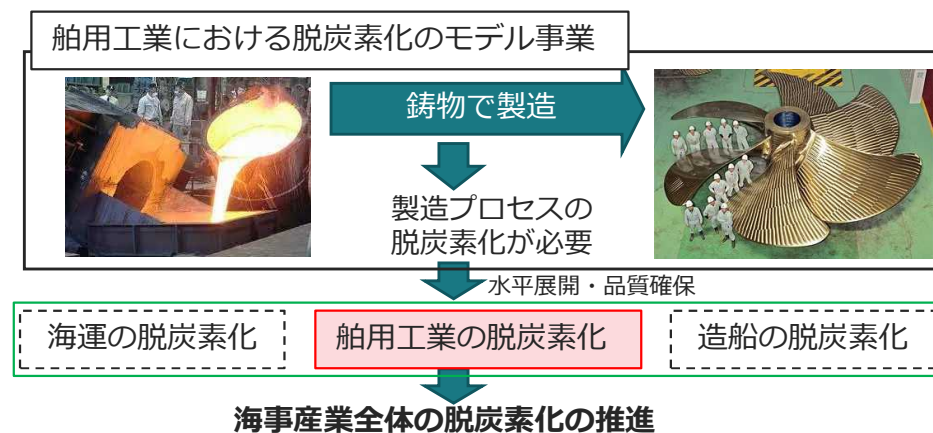 舶用工業における脱炭素化のモデル事業
鋳物で製造
製造プロセスの
脱炭素化が必要
水平展開・品質確保
海運の脱炭素化
舶用工業の脱炭素化
造船の脱炭素化
海事産業全体の脱炭素化の推進